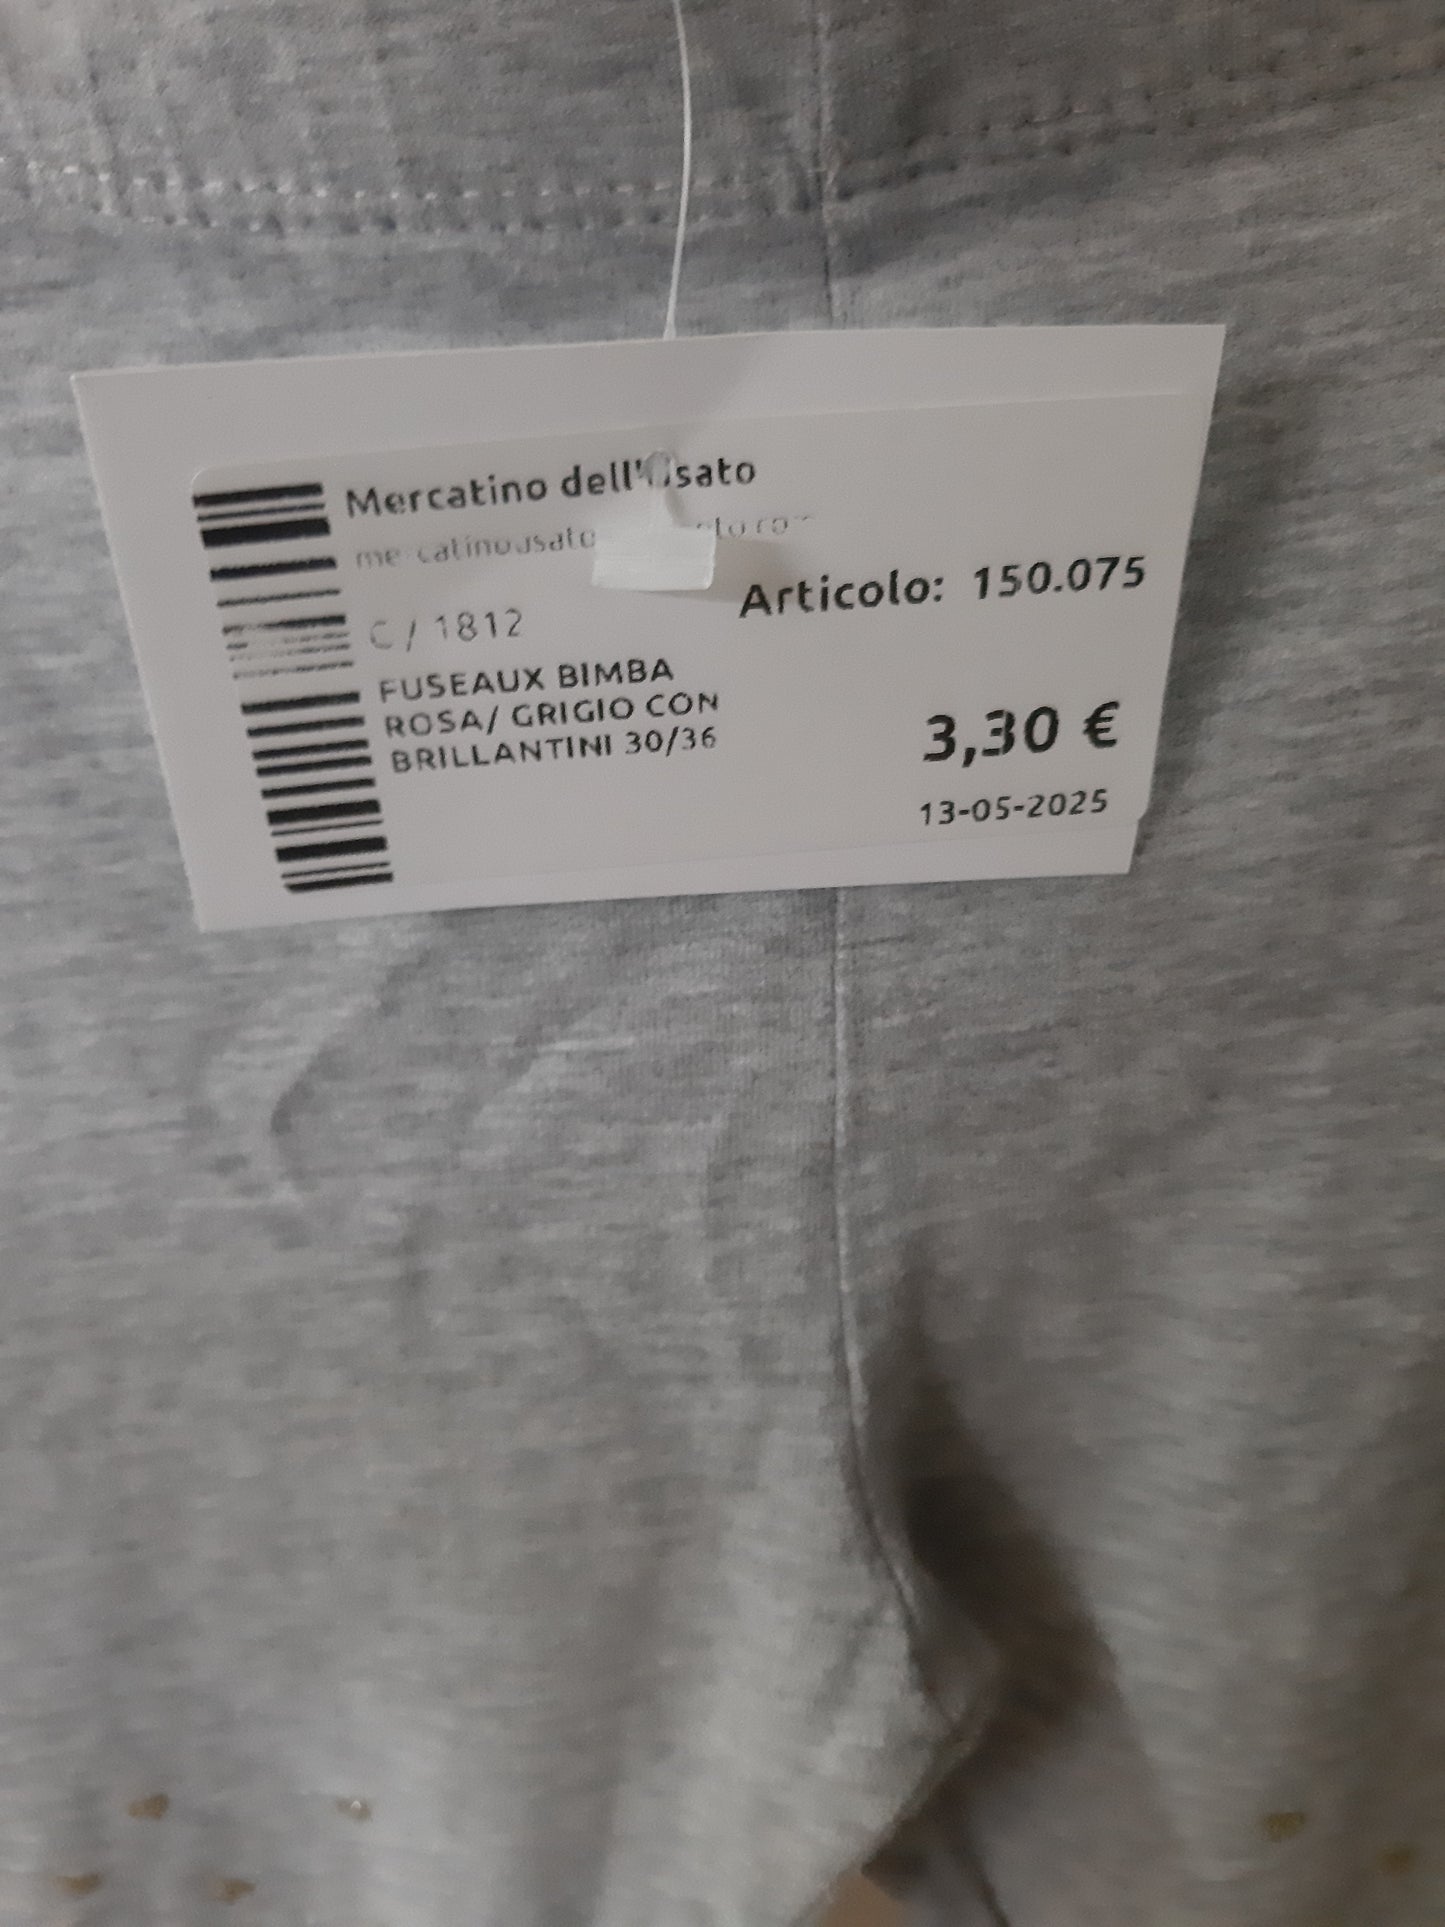 Mercatino dell'Usato
Articolo: 150.075
C / 1812
FUSEAUX BIMBA
ROSA/ GRIGIO CON
BRILLANTINI 30/36
3,30 €
13-05-2025